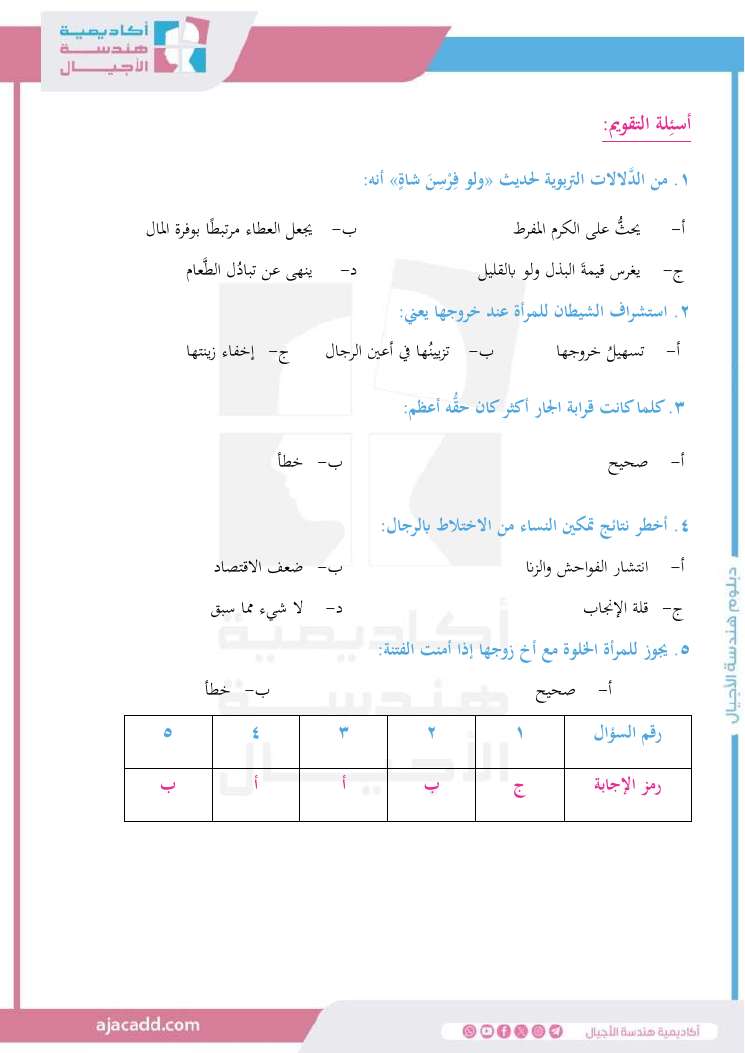 أكاديمية
هندسة
الأجيال
أسئِلة التقويم:
١. من الدَّلالات التربوية لحديث «ولو فِرْسِنَ شاةٍ» أنه:
أ- يحثُّ على الكرم المفرط ب- يجعل العطاء مرتبطًا بوفرة المال
ج- يغرس قيمةَ البذل ولو بالقليل د- ينهى عن تبادُل الطَّعام
٢. استشراف الشيطان للمرأة عند خروجها يعني:
أ- تسهيلُ خروجها ب- تزيينُها في أعين الرجال ج- إخفاء زينتها
٣. كلما كانت قرابة الجار أكثر كان حقُّه أعظم:
أ- صحيح ب- خطأ
٤. أخطر نتائج تمكين النساء من الاختلاط بالرجال:
أ- انتشار الفواحش والزنا ب- ضعف الاقتصاد
ج- قلة الإنجاب د- لا شيء مما سبق
٥. يجوز للمرأة الخلوة مع أخ زوجها إذا أمنت الفتنة:
أ- صحيح ب- خطأ
رقم السؤال ١ ٢ ٣ ٤ ٥
رمز الإجابة ج ب أ أ ب
أكاديمية
هندسة
الأجيال
دبلوم هندسة الأجيال
أكاديمية هندسة الأجيال
ajacadd.com